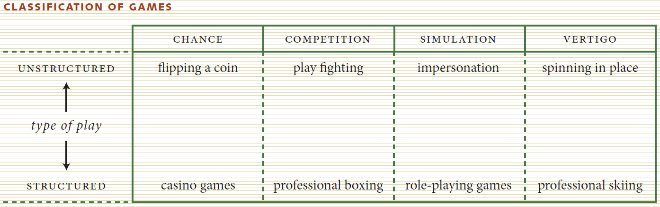 CLASSIFICATION OF GAMES
CHANCE COMPETITION SIMULATION VERTIGO
UNSTRUCTURED flipping a coin play fighting impersonation spinning in place
type of play
STRUCTURED casino games professional boxing role-playing games professional skiing